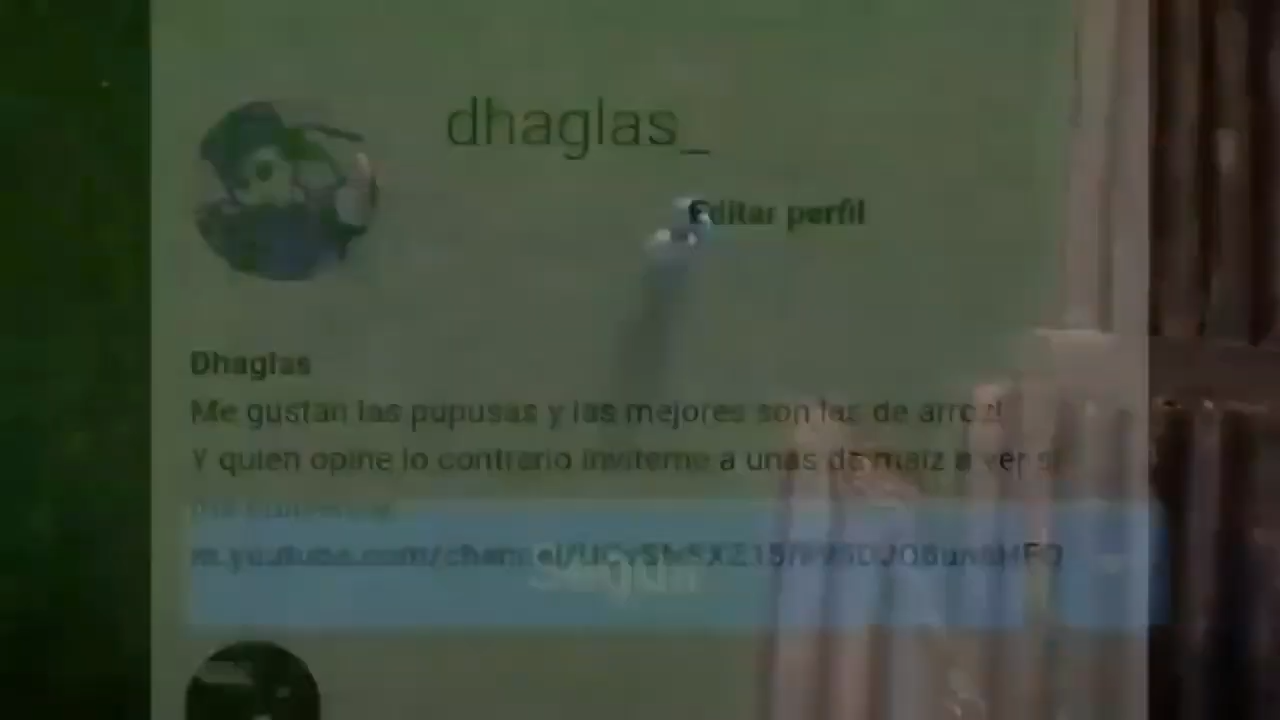 dhaglas_
Editar perfil
Dhaglas
Me gustan las pupusas y las mejores son las de arroz!
Y quien opine lo contrario inviteme a unas de maiz a ver si
Seguir